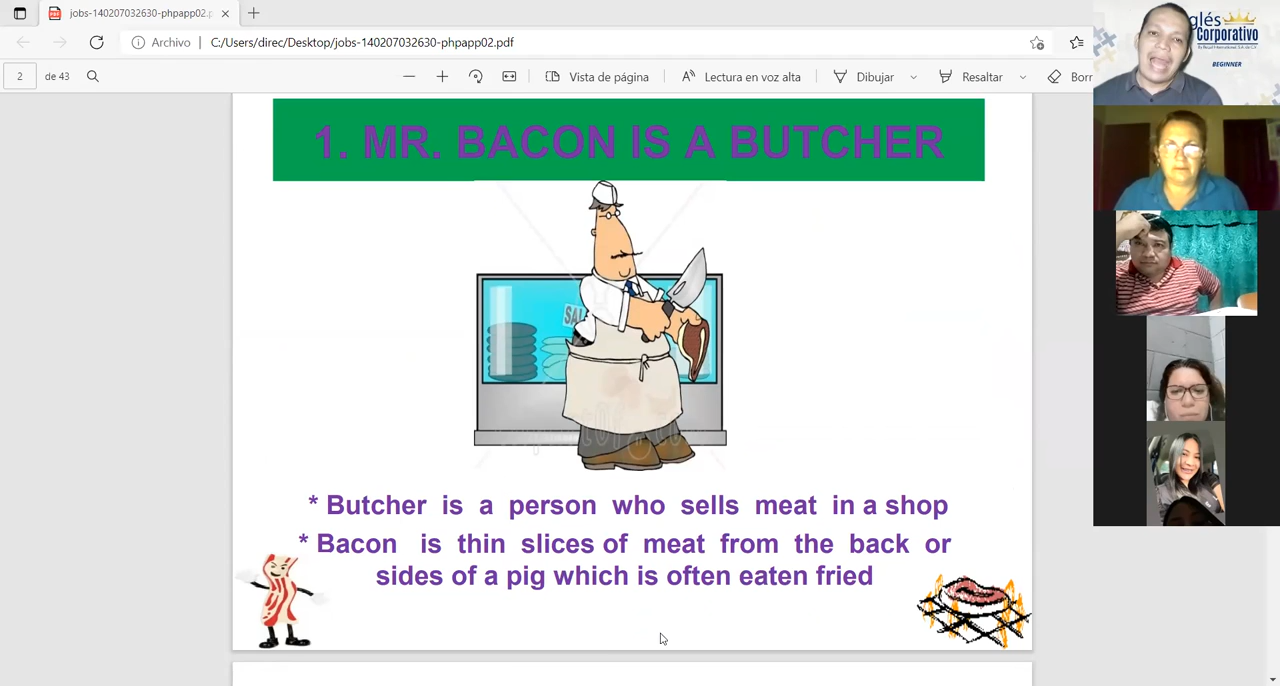 jobs-140207032630-phpapp02.p
Archivo
C:/Users/direc/Desktop/jobs-140207032630-phpapp02.pdf
2
de 43
Vista de página
Lectura en voz alta
Dibujar
Resaltar
Borr
glés
Corporativo
BEGINNER
1. MR. BACON IS A BUTCHER
SAL
* Butcher is a person who sells meat in a shop
* Bacon is thin slices of meat from the back or
sides of a pig which is often eaten fried